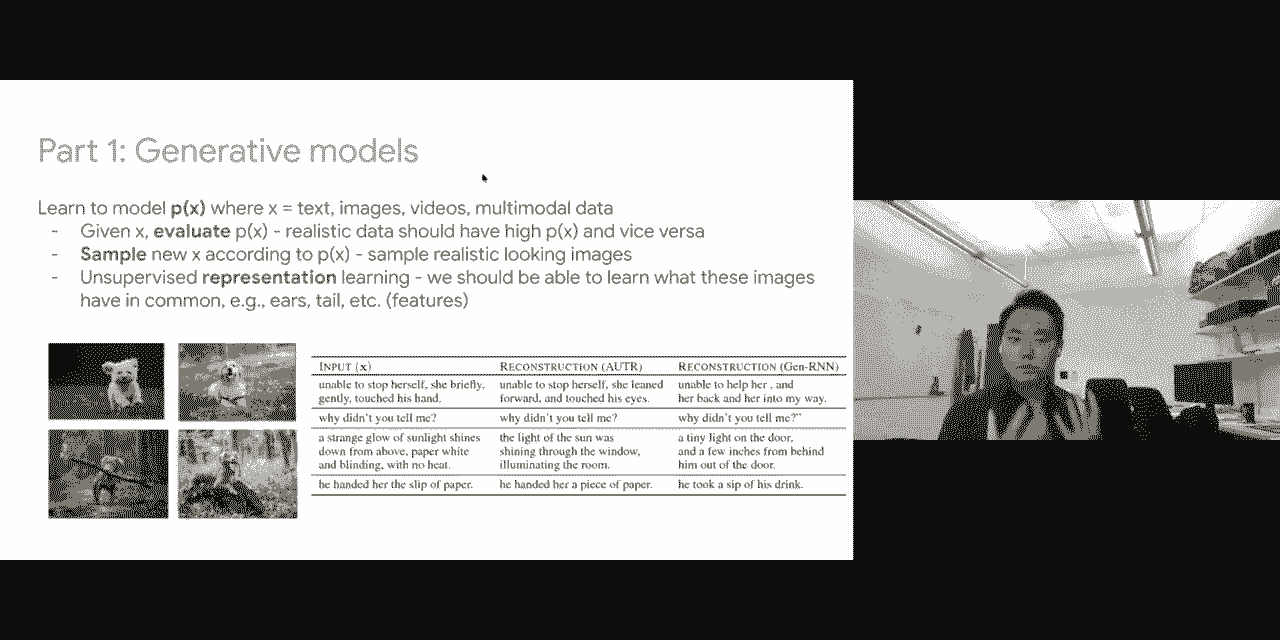 Part 1: Generative models
Learn to model p(x) where x = text, images, videos, multimodal data
- Given x, evaluate p(x) - realistic data should have high p(x) and vice versa
- Sample new x according to p(x) - sample realistic looking images
- Unsupervised representation learning - we should be able to learn what these images
have in common, e.g., ears, tail, etc. (features)
INPUT (x) RECONSTRUCTION (AUTR) RECONSTRUCTION (Gen-RNN)
unable to stop herself, she briefly, unable to stop herself, she leaned unable to help her , and
gently, touched his hand. forward, and touched his eyes. her back and her into my way.
why didn't you tell me? why didn't you tell me? why didn't you tell me?"
a strange glow of sunlight shines the light of the sun was a tiny light on the door,
down from above, paper white shining through the window, and a few inches from behind
and blinding, with no heat. illuminating the room. him out of the door.
he handed her the slip of paper. he handed her a piece of paper. he took a sip of his drink.